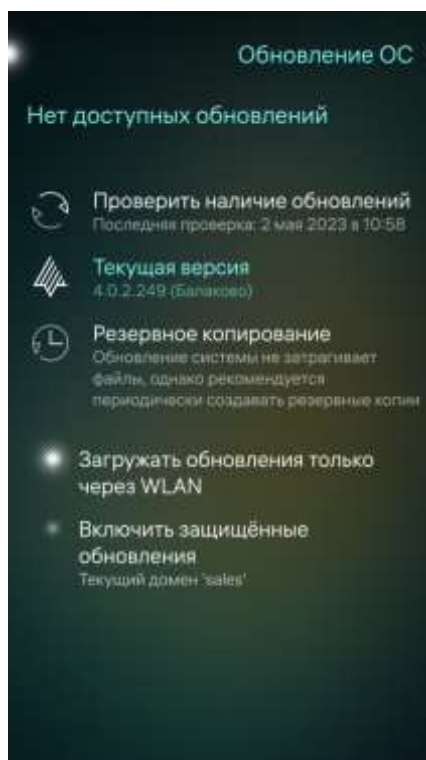 Обновление ОС
Нет доступных обновлений
Проверить наличие обновлений
Последняя проверка: 2 мая 2023 в 10:58
Текущая версия
4.0.2.249 (Балаково)
Резервное копирование
Обновление системы не затрагивает
файлы, однако рекомендуется
периодически создавать резервные копии
Загружать обновления только
через WLAN
Включить защищённые
обновления
Текущий домен 'sales'